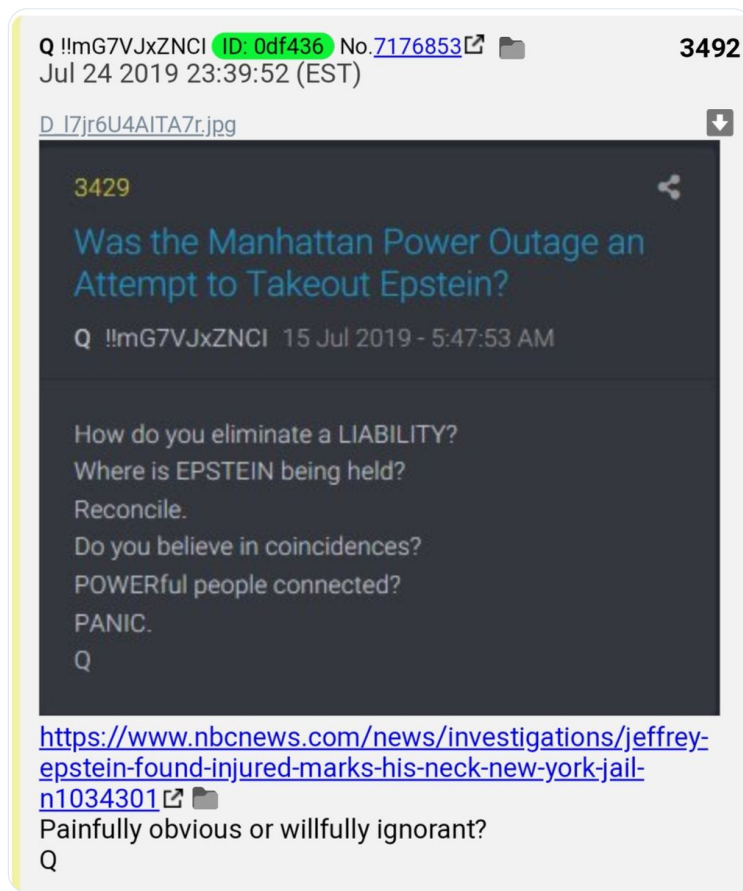 Q !!mG7VJxZNCI ID: 0df436 No.7176853
3492
Jul 24 2019 23:39:52 (EST)
D_l7jr6U4AITA7r.jpg
3429
Was the Manhattan Power Outage an
Attempt to Takeout Epstein?
Q !!mG7VJxZNCI 15 Jul 2019 - 5:47:53 AM
How do you eliminate a LIABILITY?
Where is EPSTEIN being held?
Reconcile.
Do you believe in coincidences?
POWERful people connected?
PANIC.
Q
https://www.nbcnews.com/news/investigations/jeffrey-
epstein-found-injured-marks-his-neck-new-york-jail-
n1034301
Painfully obvious or willfully ignorant?
Q